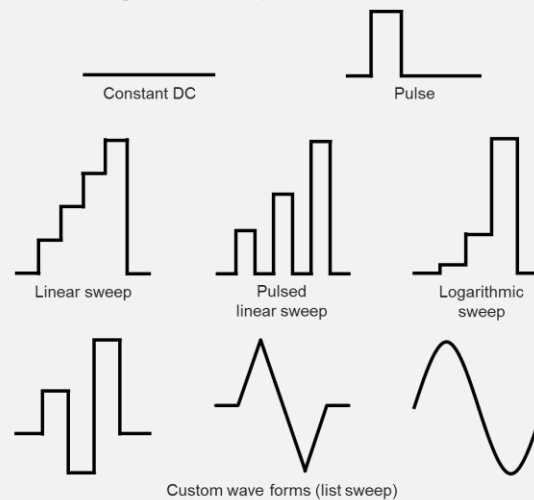 Constant DC
Pulse
Linear sweep
Pulsed
linear sweep
Logarithmic
sweep
Custom wave forms (list sweep)